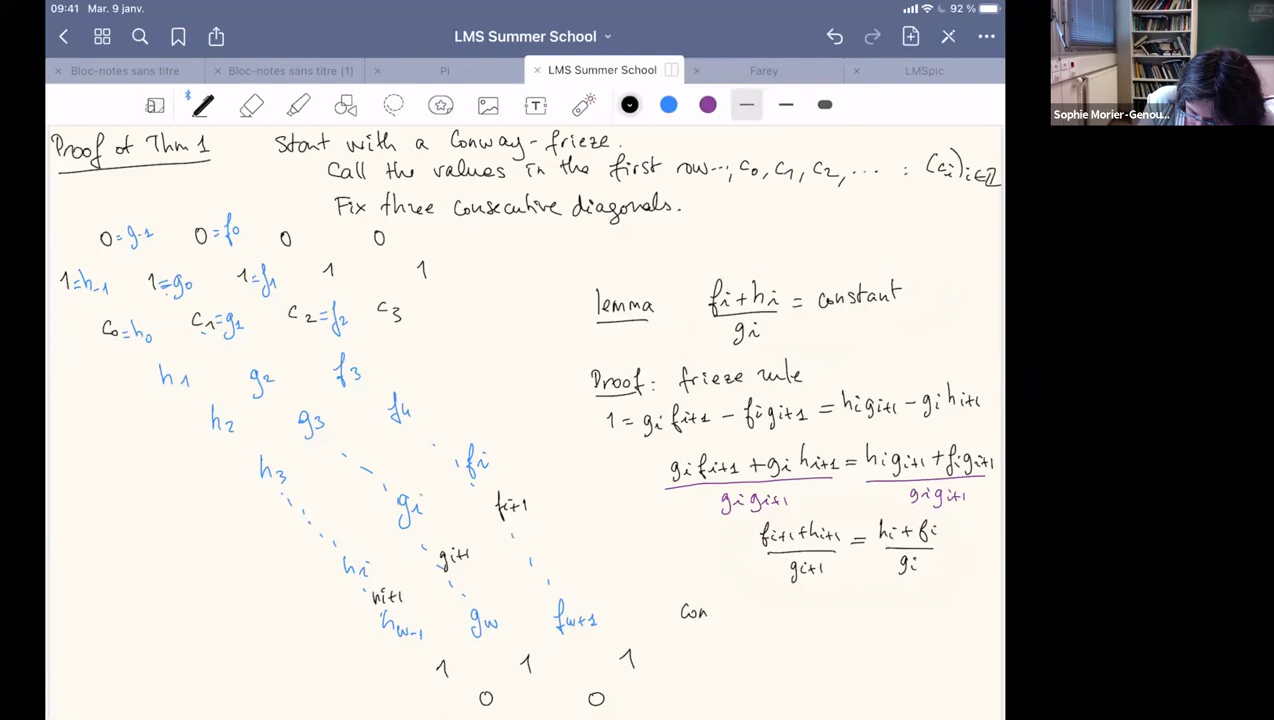 09:41 Mar. 9 janv.
92 %
LMS Summer School
Bloc-notes sans titre
Bloc-notes sans titre (1)
Pi
LMS Summer School
Farey
LMSpic
Sophie Morier-Genou...
Proof of Thm 1 Start with a Conway-frieze.
Call the values in the first row ..., c₀, c₁, c₂, ... : (cᵢ)ᵢ∈ℤ
Fix three consecutive diagonals.
0=g₋₁ 0=f₀ 0 0
1=h₋₁ 1=g₀ 1=f₁ 1 1
c₀=h₀ c₁=g₁ c₂=f₂ c₃
h₁ g₂ f₃
h₂ g₃ f₄
h₃ fᵢ
gᵢ fᵢ₊₁
hᵢ gᵢ₊₁
hᵢ₊₁
h_{w-1} g_w f_{w+1}
1 1 1
0 0
lemma (fᵢ+hᵢ)/gᵢ = constant
Proof: frieze rule
1 = gᵢ fᵢ₊₁ − fᵢ gᵢ₊₁ = hᵢ gᵢ₊₁ − gᵢ hᵢ₊₁
(gᵢ fᵢ₊₁ + gᵢ hᵢ₊₁)/(gᵢ gᵢ₊₁) = (hᵢ gᵢ₊₁ + fᵢ gᵢ₊₁)/(gᵢ gᵢ₊₁)
(fᵢ₊₁+hᵢ₊₁)/gᵢ₊₁ = (hᵢ+fᵢ)/gᵢ
con